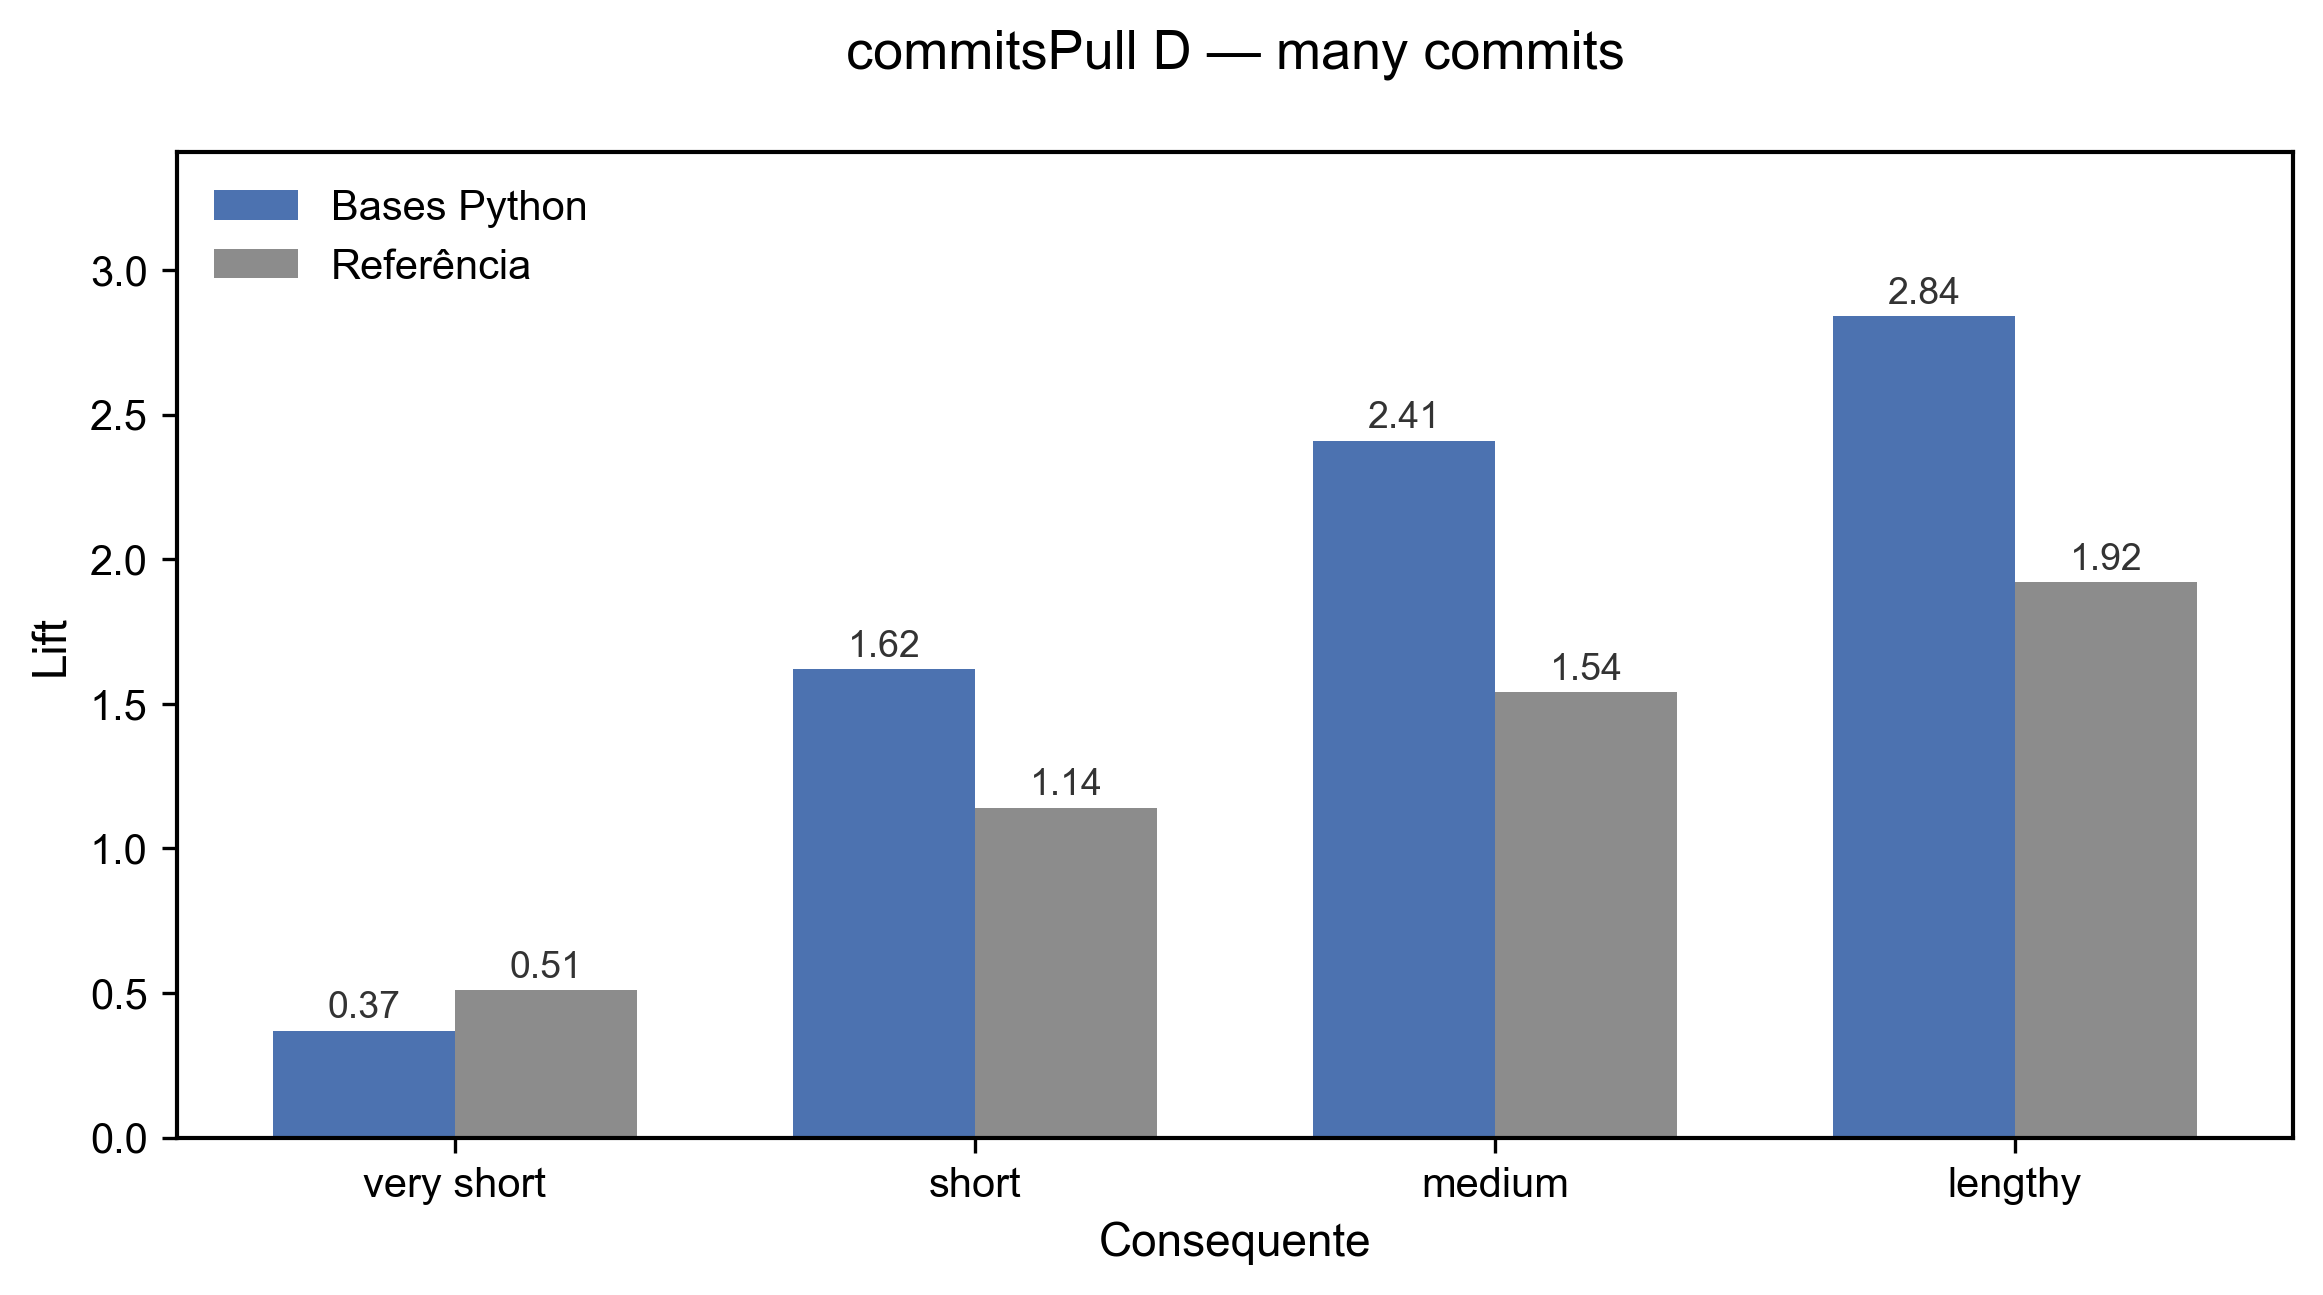 commitsPull D — many commits
Bases Python
Referência
3.0
2.5
2.0
1.5
1.0
0.5
0.0
Lift
0.37
0.51
1.62
1.14
2.41
1.54
2.84
1.92
very short
short
medium
lengthy
Consequente